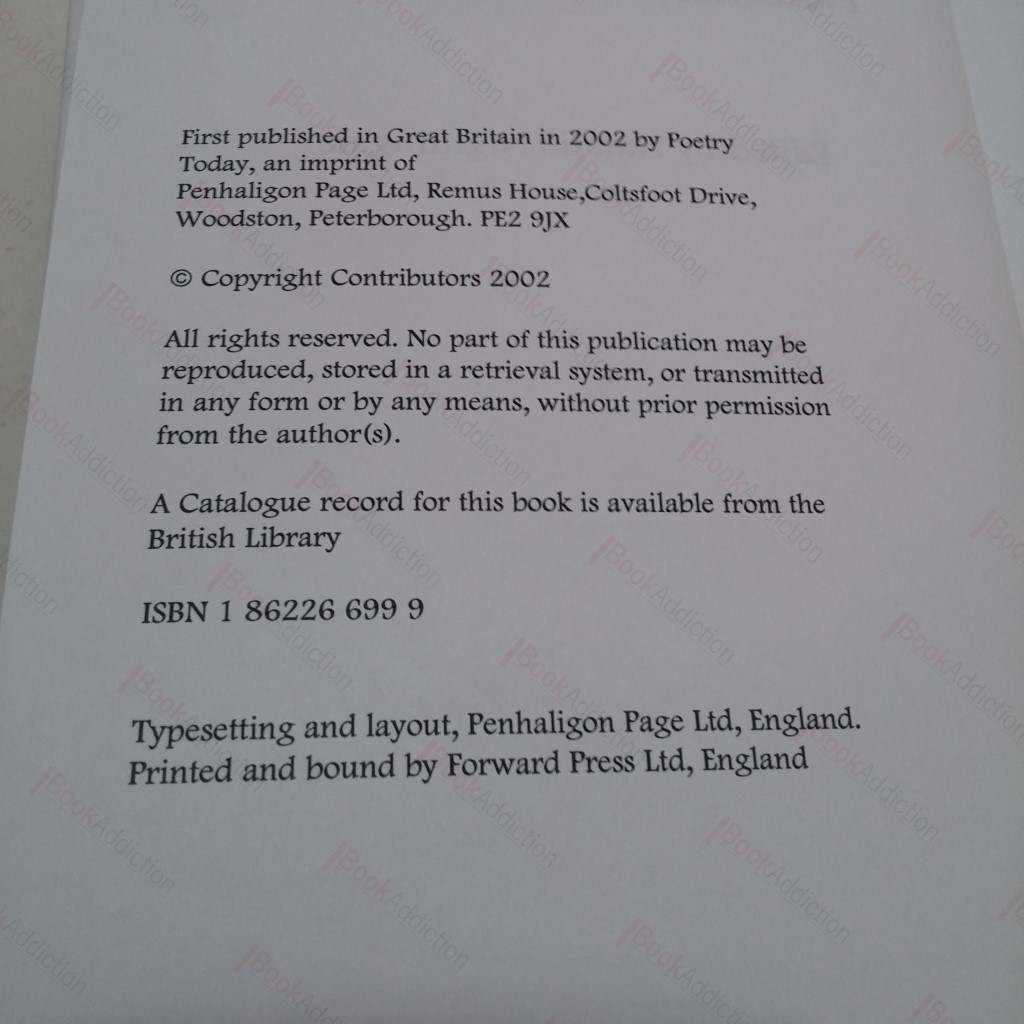 First published in Great Britain in 2002 by Poetry
Today, an imprint of
Penhaligon Page Ltd, Remus House,Coltsfoot Drive,
Woodston, Peterborough. PE2 9JX
© Copyright Contributors 2002
All rights reserved. No part of this publication may be
reproduced, stored in a retrieval system, or transmitted
in any form or by any means, without prior permission
from the author(s).
A Catalogue record for this book is available from the
British Library
ISBN 1 86226 699 9
Typesetting and layout, Penhaligon Page Ltd, England.
Printed and bound by Forward Press Ltd, England
BookAddiction